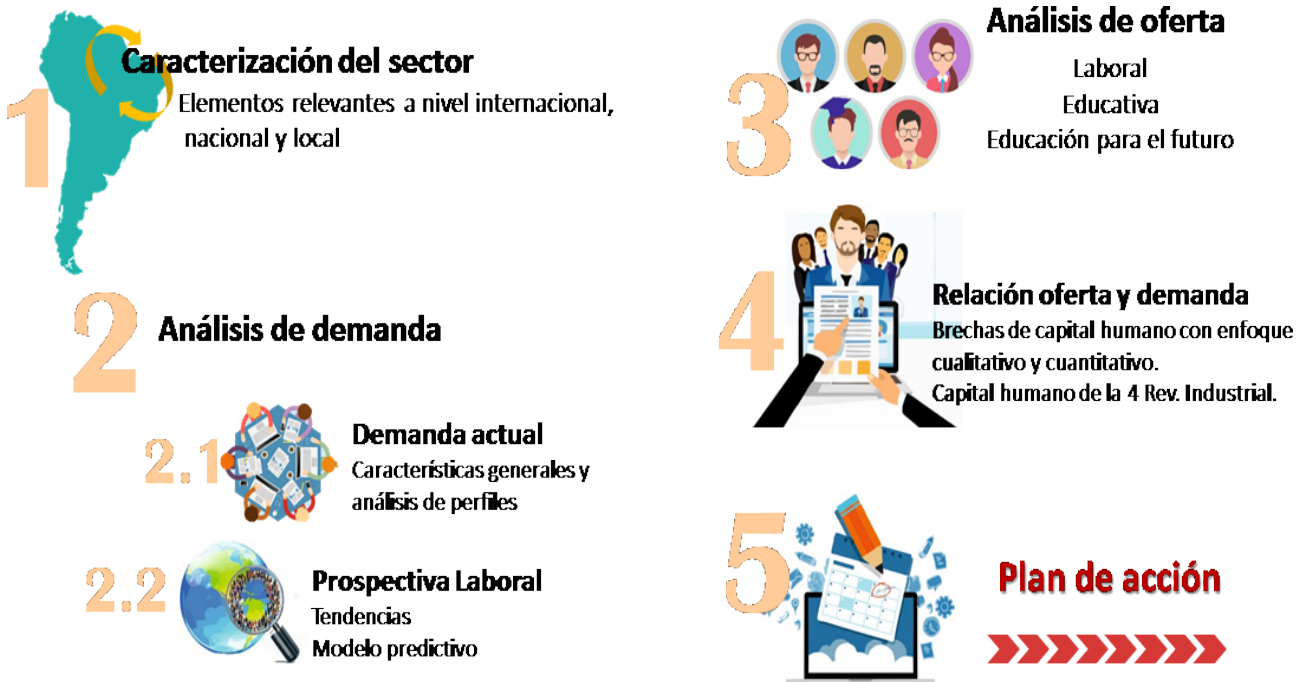 1
Caracterización del sector
Elementos relevantes a nivel internacional,
nacional y local
2
Análisis de demanda
2.1
Demanda actual
Características generales y
análisis de perfiles
2.2
Prospectiva Laboral
Tendencias
Modelo predictivo
3
Análisis de oferta
Laboral
Educativa
Educación para el futuro
4
Relación oferta y demanda
Brechas de capital humano con enfoque
cualitativo y cuantitativo.
Capital humano de la 4 Rev. Industrial.
5
Plan de acción